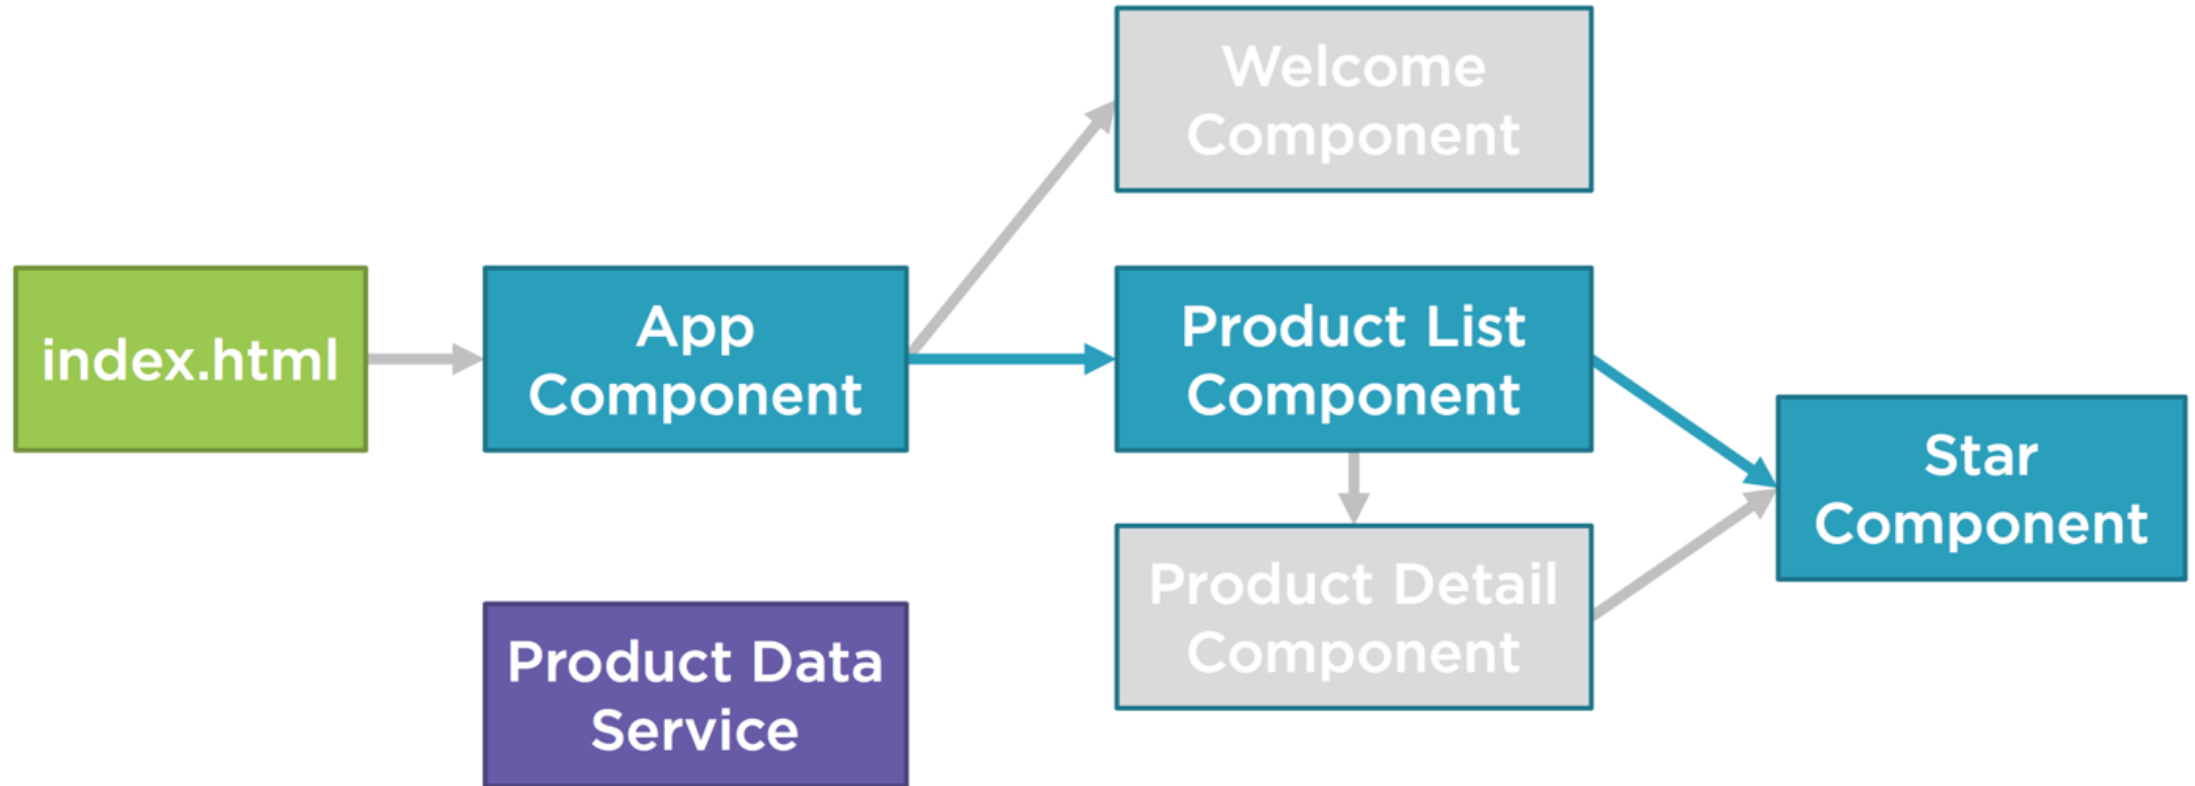 Welcome
Component
index.html
App
Component
Product List
Component
Star
Component
Product Detail
Component
Product Data
Service